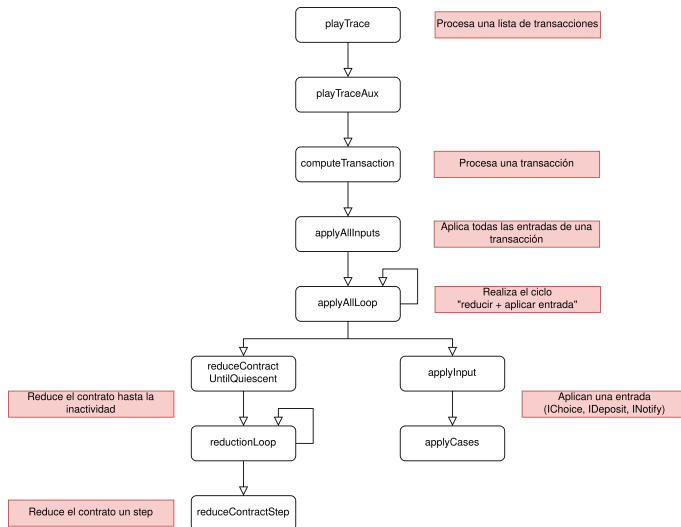 playTrace
Procesa una lista de transacciones
playTraceAux
computeTransaction
Procesa una transacción
applyAllInputs
Aplica todas las entradas de una
transacción
applyAllLoop
Realiza el ciclo
"reducir + aplicar entrada"
reduceContract
UntilQuiescent
applyInput
Reduce el contrato hasta la
inactividad
Aplican una entrada
(IChoice, IDeposit, INotify)
reductionLoop
applyCases
Reduce el contrato un step
reduceContractStep